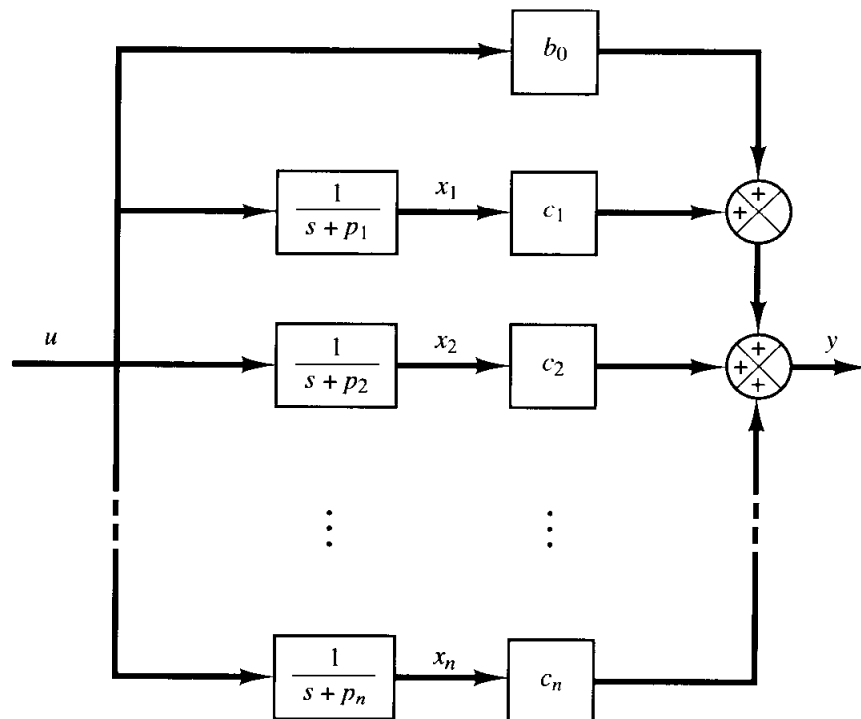 b0
x1
1
s + p1
c1
+
+
u
x2
y
1
s + p2
c2
+
+
+
⋮
⋮
xn
1
s + pn
cn